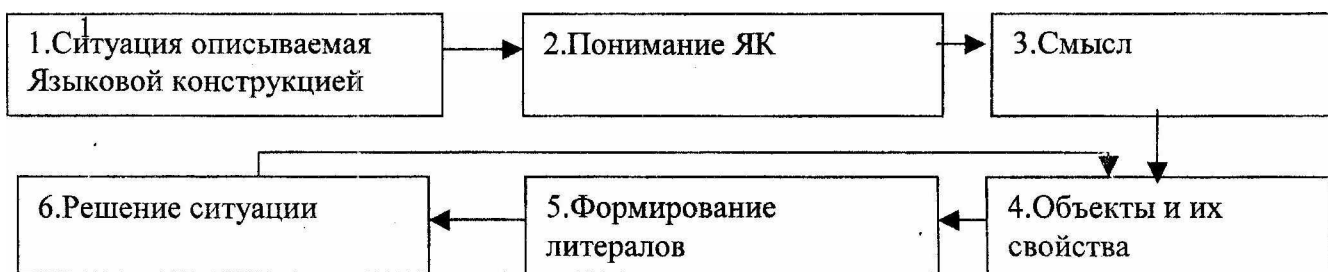 1
1.Ситуация описываемая
Языковой конструкцией
2.Понимание ЯК
3.Смысл
6.Решение ситуации
5.Формирование
литералов
4.Объекты и их
свойства